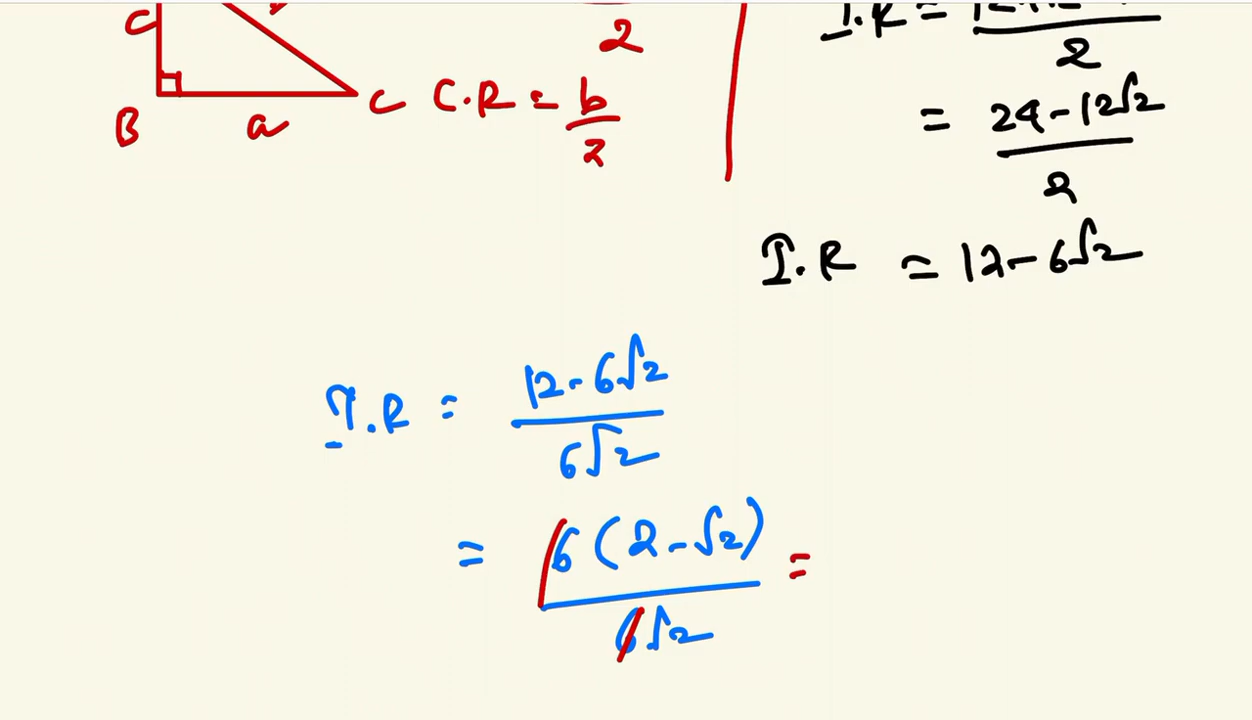 c
2
B a C C.R = b/2
2
= 24-12√2
2
I.R = 12-6√2
I.R = 12-6√2
6√2
= 6(2-√2) =
6√2